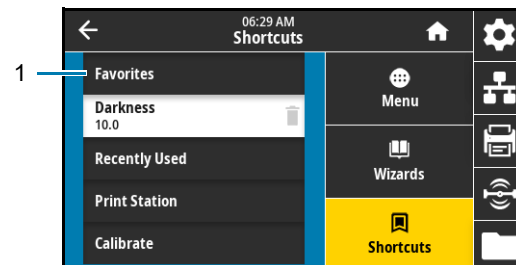 06:29 AM
Shortcuts
1
Favorites
Darkness
10.0
Recently Used
Print Station
Calibrate
Menu
Wizards
Shortcuts